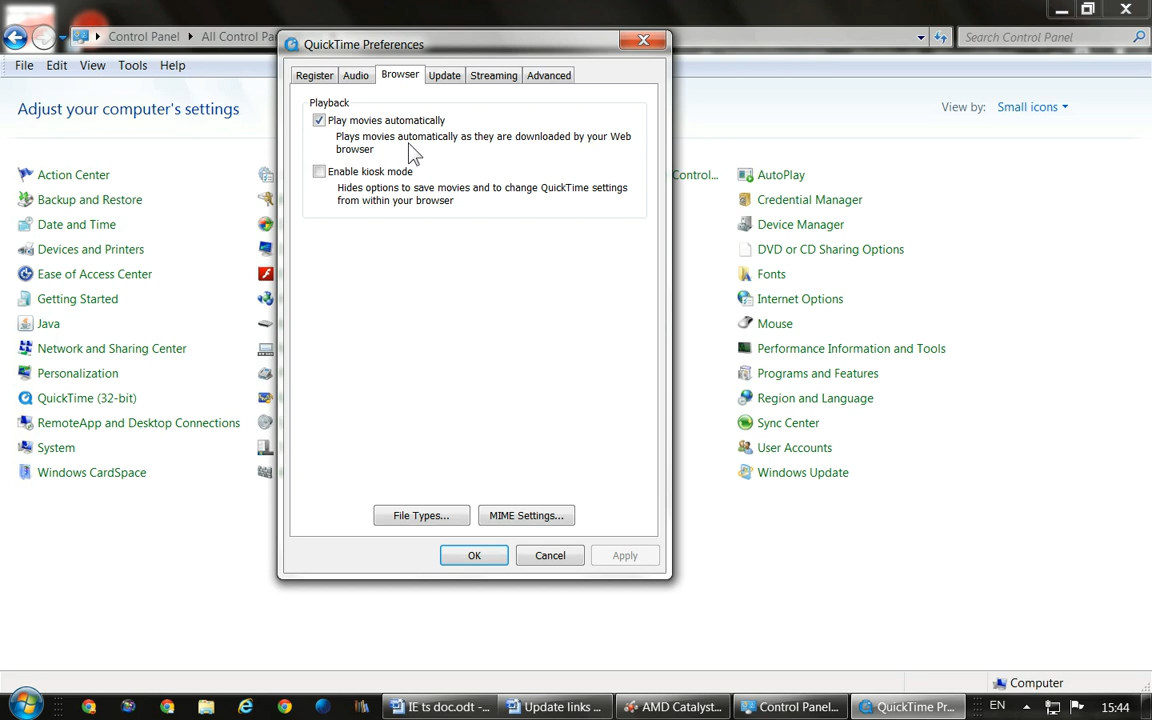 Control Panel
All Control Pa
Search Control Panel
File Edit View Tools Help
Adjust your computer's settings
View by: Small icons
Action Center
Backup and Restore
Date and Time
Devices and Printers
Ease of Access Center
Getting Started
Java
Network and Sharing Center
Personalization
QuickTime (32-bit)
RemoteApp and Desktop Connections
System
Windows CardSpace
QuickTime Preferences
Register Audio Browser Update Streaming Advanced
Playback
Play movies automatically
Plays movies automatically as they are downloaded by your Web
browser
Enable kiosk mode
Hides options to save movies and to change QuickTime settings
from within your browser
File Types... MIME Settings...
OK Cancel Apply
Control...
AutoPlay
Credential Manager
Device Manager
DVD or CD Sharing Options
Fonts
Internet Options
Mouse
Performance Information and Tools
Programs and Features
Region and Language
Sync Center
User Accounts
Windows Update
Computer
IE ts doc.odt -... Update links ... AMD Catalyst... Control Panel... QuickTime Pr... EN 15:44